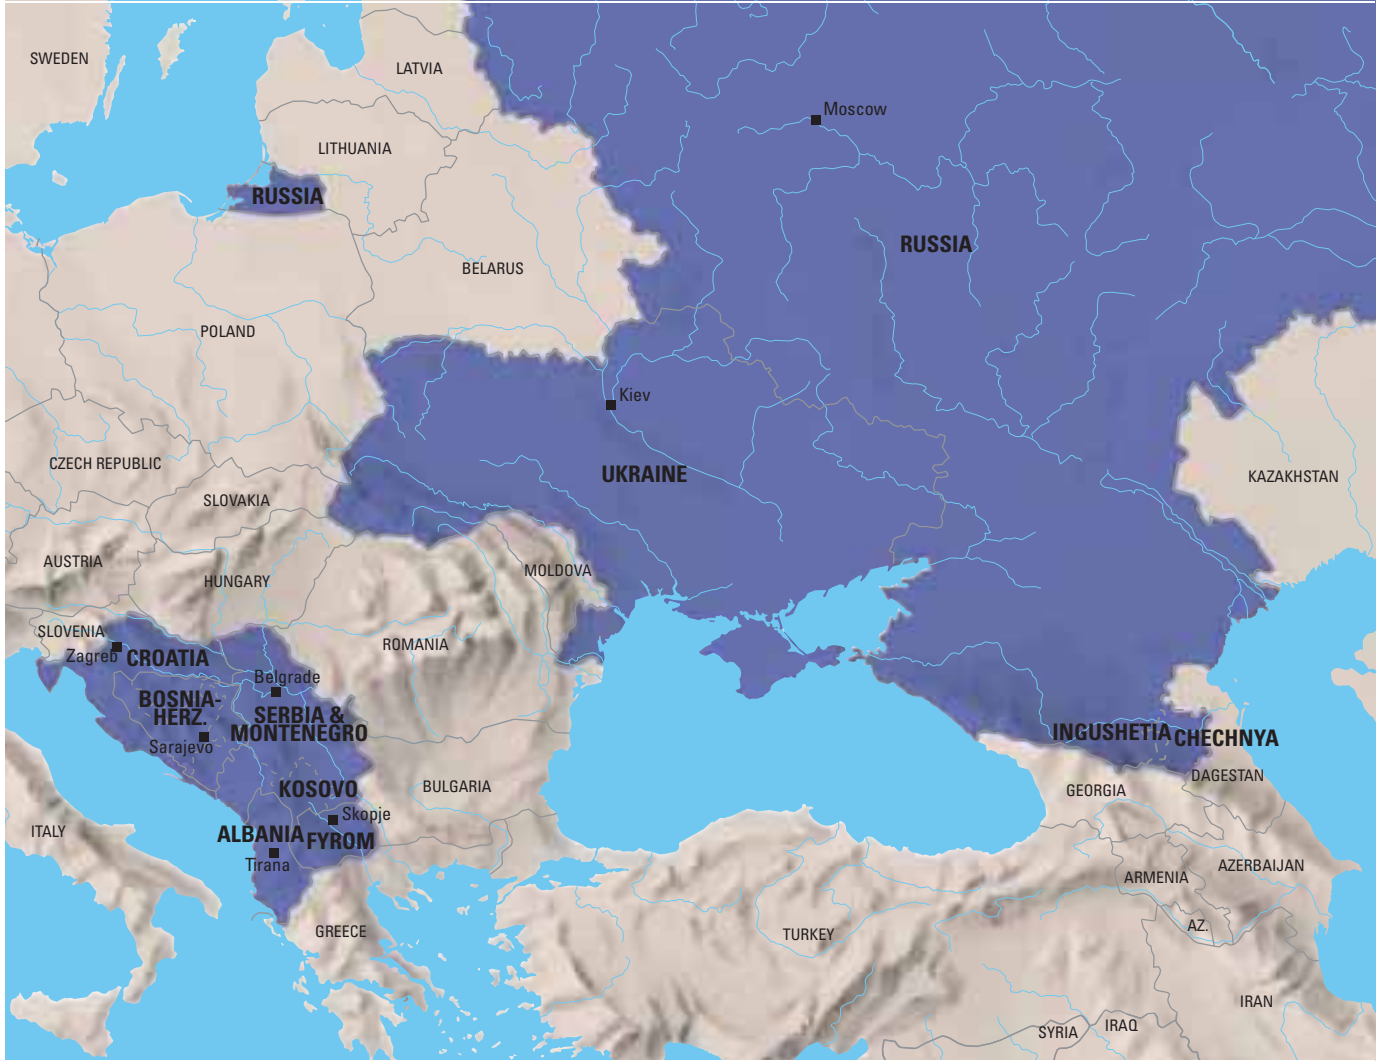 SWEDEN
LATVIA
Moscow
LITHUANIA
RUSSIA
RUSSIA
BELARUS
POLAND
Kiev
CZECH REPUBLIC
UKRAINE
KAZAKHSTAN
SLOVAKIA
AUSTRIA
HUNGARY
MOLDOVA
SLOVENIA
Zagreb
CROATIA
ROMANIA
Belgrade
BOSNIA-
HERZ.
SERBIA &
MONTENEGRO
Sarajevo
INGUSHETIA
CHECHNYA
DAGESTAN
KOSOVO
BULGARIA
GEORGIA
Skopje
ITALY
ALBANIA
FYROM
Tirana
AZERBAIJAN
ARMENIA
GREECE
TURKEY
AZ.
IRAN
SYRIA
IRAQ